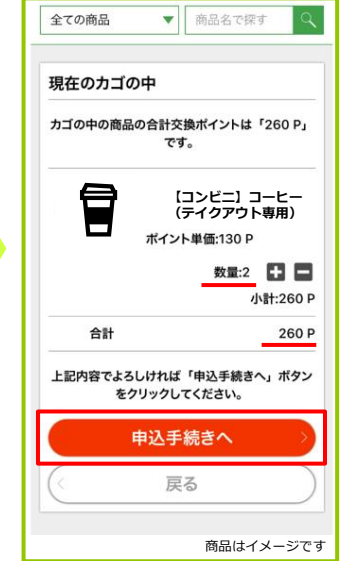 全ての商品 ▼ 商品名で探す
現在のカゴの中
カゴの中の商品の合計交換ポイントは「260 P」
です。
【コンビニ】コーヒー
（テイクアウト専用）
ポイント単価:130 P
数量:2
小計:260 P
合計 260 P
上記内容でよろしければ「申込手続きへ」ボタン
をクリックしてください。
申込手続きへ
戻る
商品はイメージです